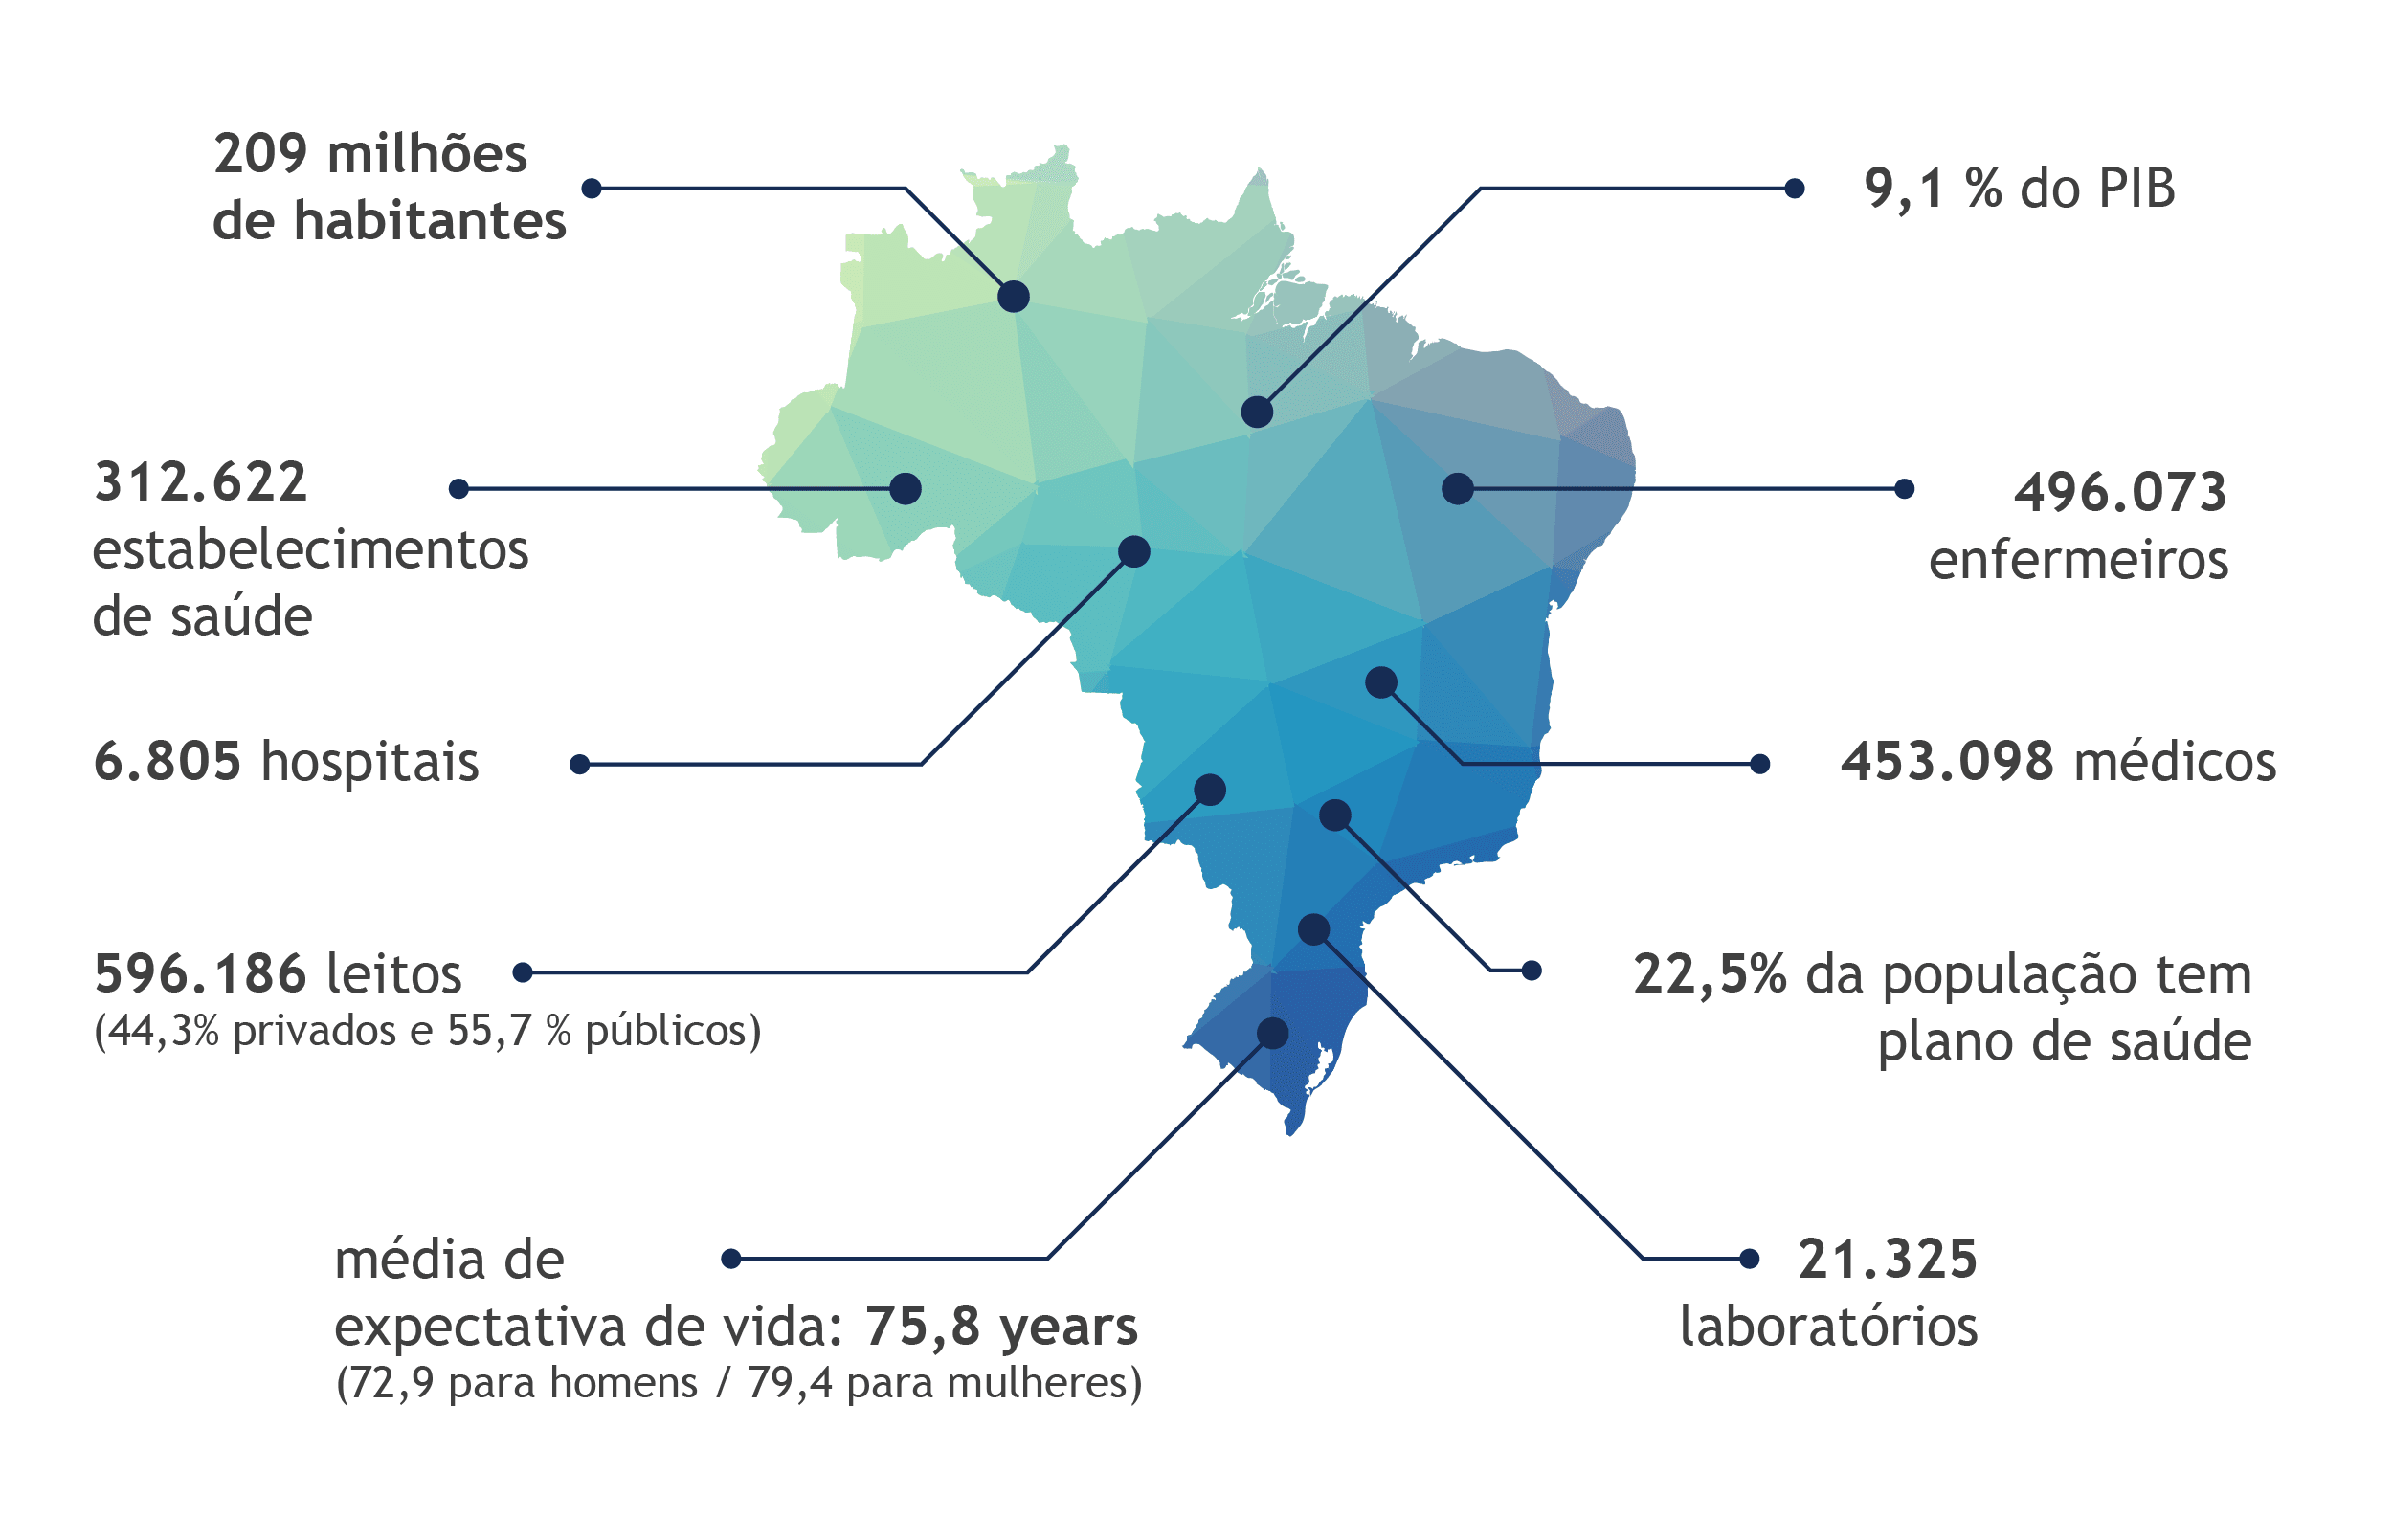 209 milhões
de habitantes
9,1 % do PIB
312.622
estabelecimentos
de saúde
496.073
enfermeiros
6.805 hospitais
453.098 médicos
596.186 leitos
(44,3% privados e 55,7 % públicos)
22,5% da população tem
plano de saúde
média de
expectativa de vida: 75,8 years
(72,9 para homens / 79,4 para mulheres)
21.325
laboratórios